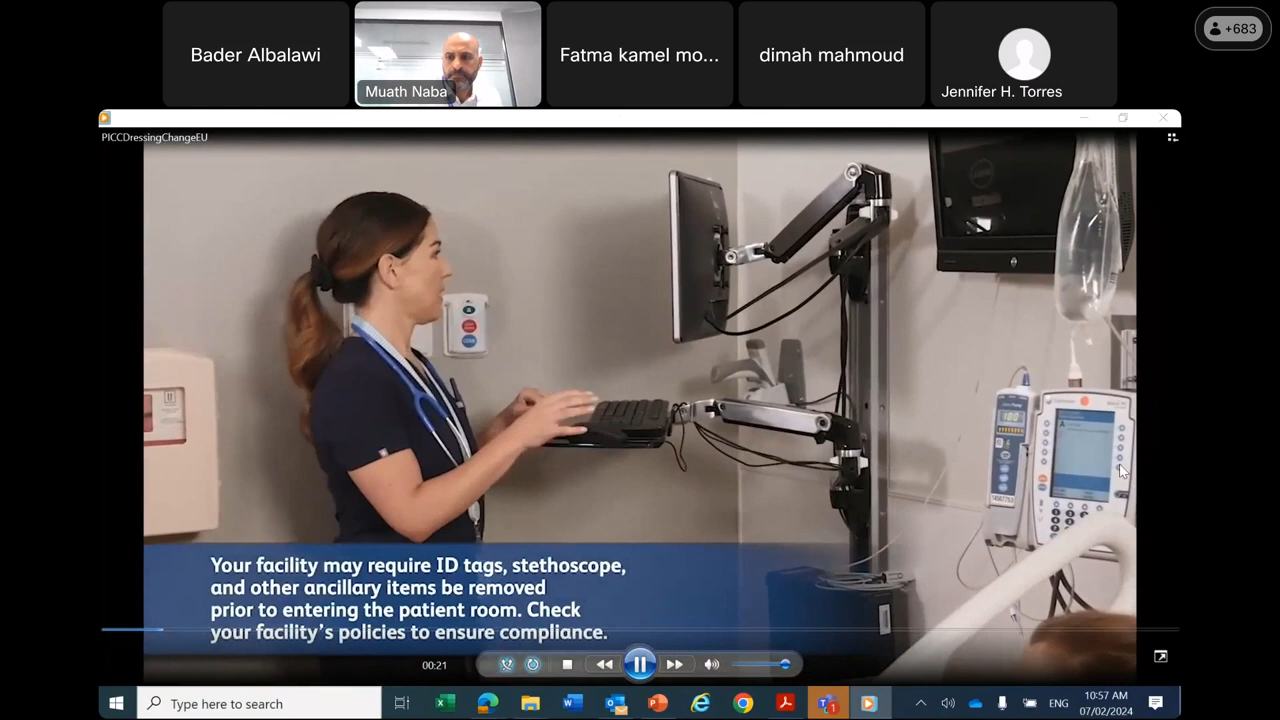 Bader Albalawi
Muath Naba
Fatma kamel mo...
dimah mahmoud
Jennifer H. Torres
+683
PICCDressingChangeEU
Your facility may require ID tags, stethoscope,
and other ancillary items be removed
prior to entering the patient room. Check
your facility's policies to ensure compliance.
00:21
Type here to search
ENG
10:57 AM
07/02/2024